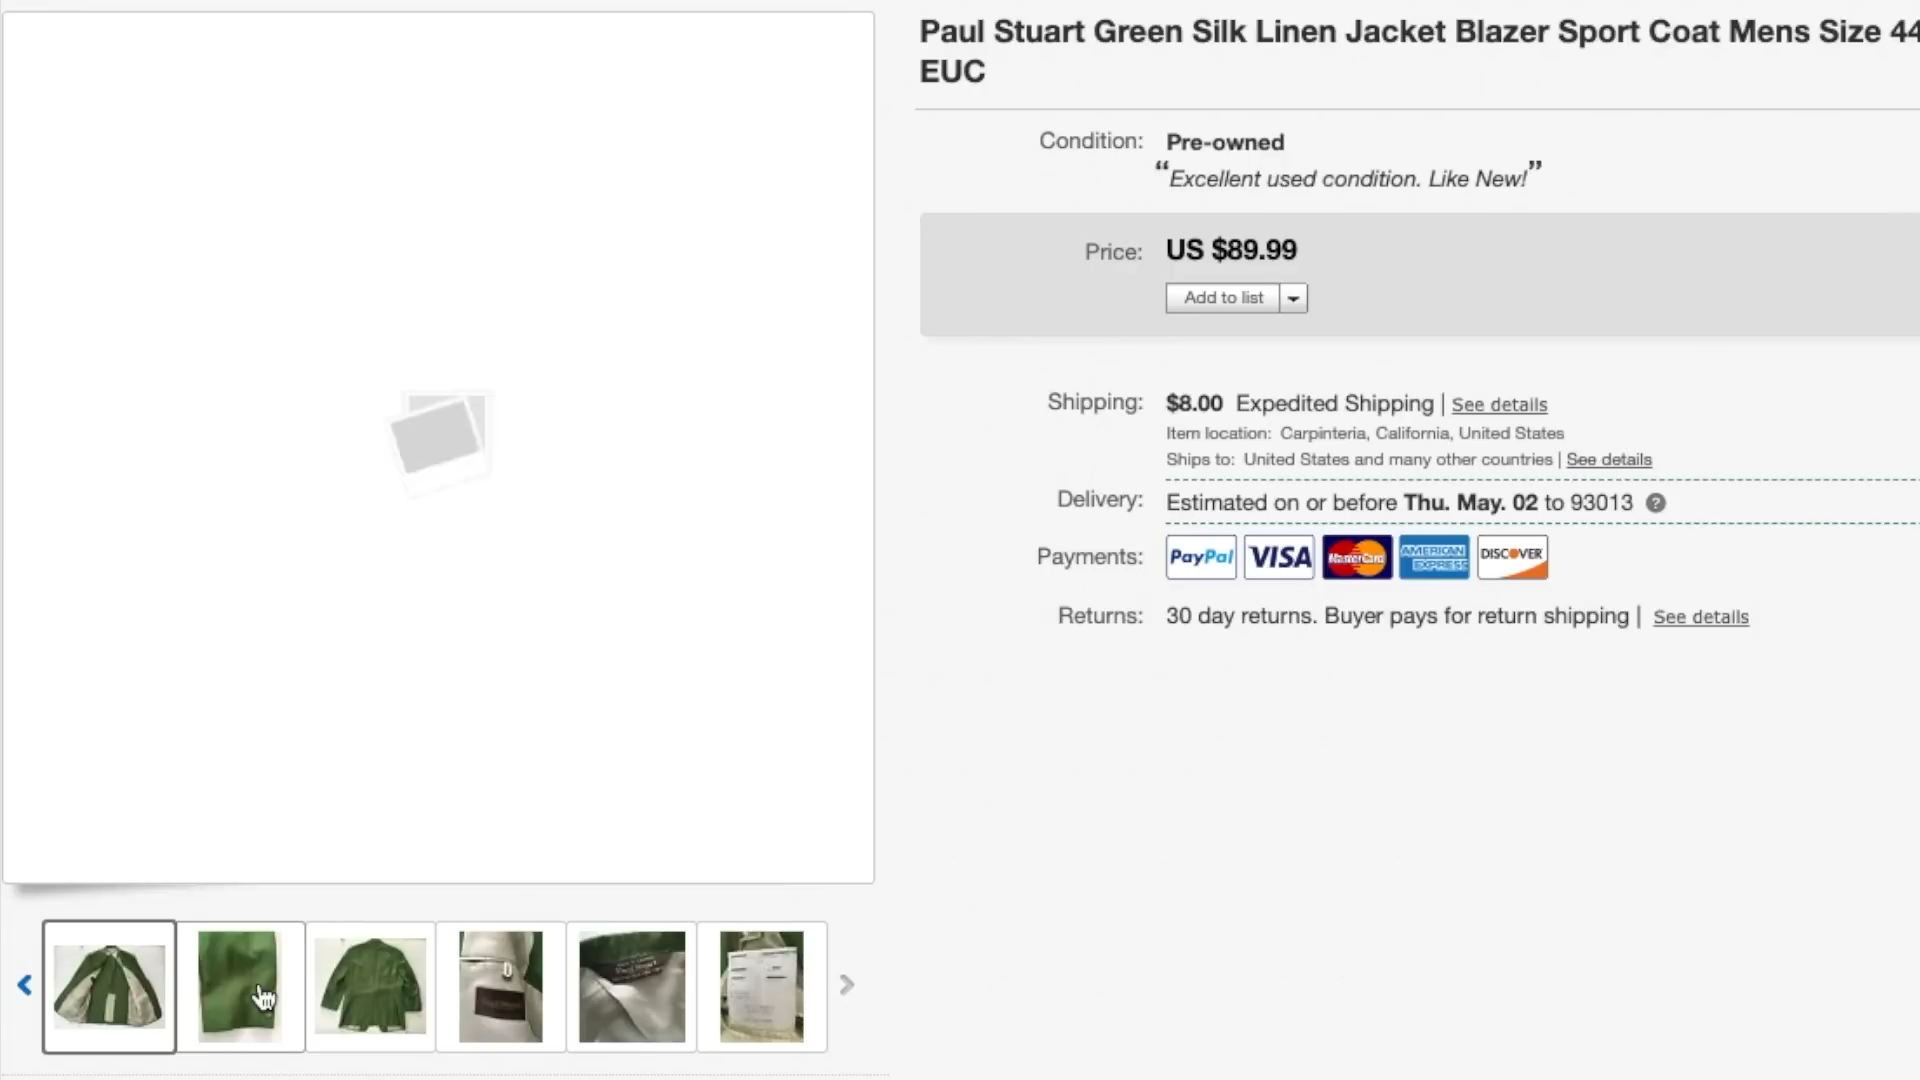 Paul Stuart Green Silk Linen Jacket Blazer Sport Coat Mens Size 44
EUC
Condition: Pre-owned
“Excellent used condition. Like New!”
Price: US $89.99
Add to list
Shipping: $8.00 Expedited Shipping | See details
Item location: Carpinteria, California, United States
Ships to: United States and many other countries | See details
Delivery: Estimated on or before Thu. May. 02 to 93013 ?
Payments: PayPal VISA MasterCard AMERICAN EXPRESS DISCOVER
Returns: 30 day returns. Buyer pays for return shipping | See details